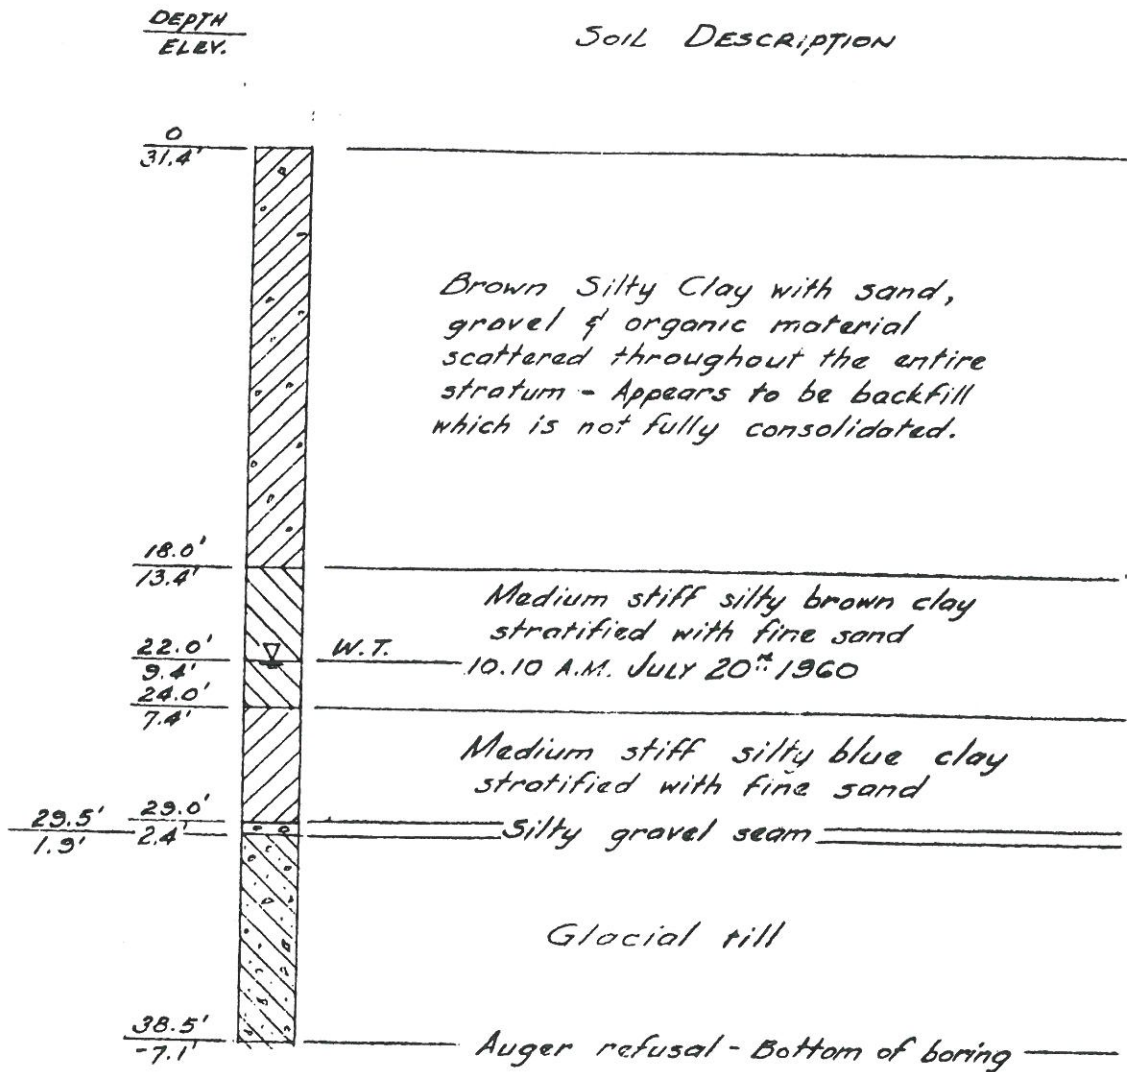 DEPTH
ELEV.
SOIL DESCRIPTION
0
31.4'
Brown Silty Clay with sand,
gravel & organic material
scattered throughout the entire
stratum - Appears to be backfill
which is not fully consolidated.
18.0'
13.4'
Medium stiff silty brown clay
stratified with fine sand
22.0'
9.4'
W.T.
10.10 A.M. JULY 20th 1960
24.0'
7.4'
Medium stiff silty blue clay
stratified with fine sand
29.5'
1.9'
29.0'
2.4'
Silty gravel seam
Glacial till
38.5'
-7.1'
Auger refusal - Bottom of boring